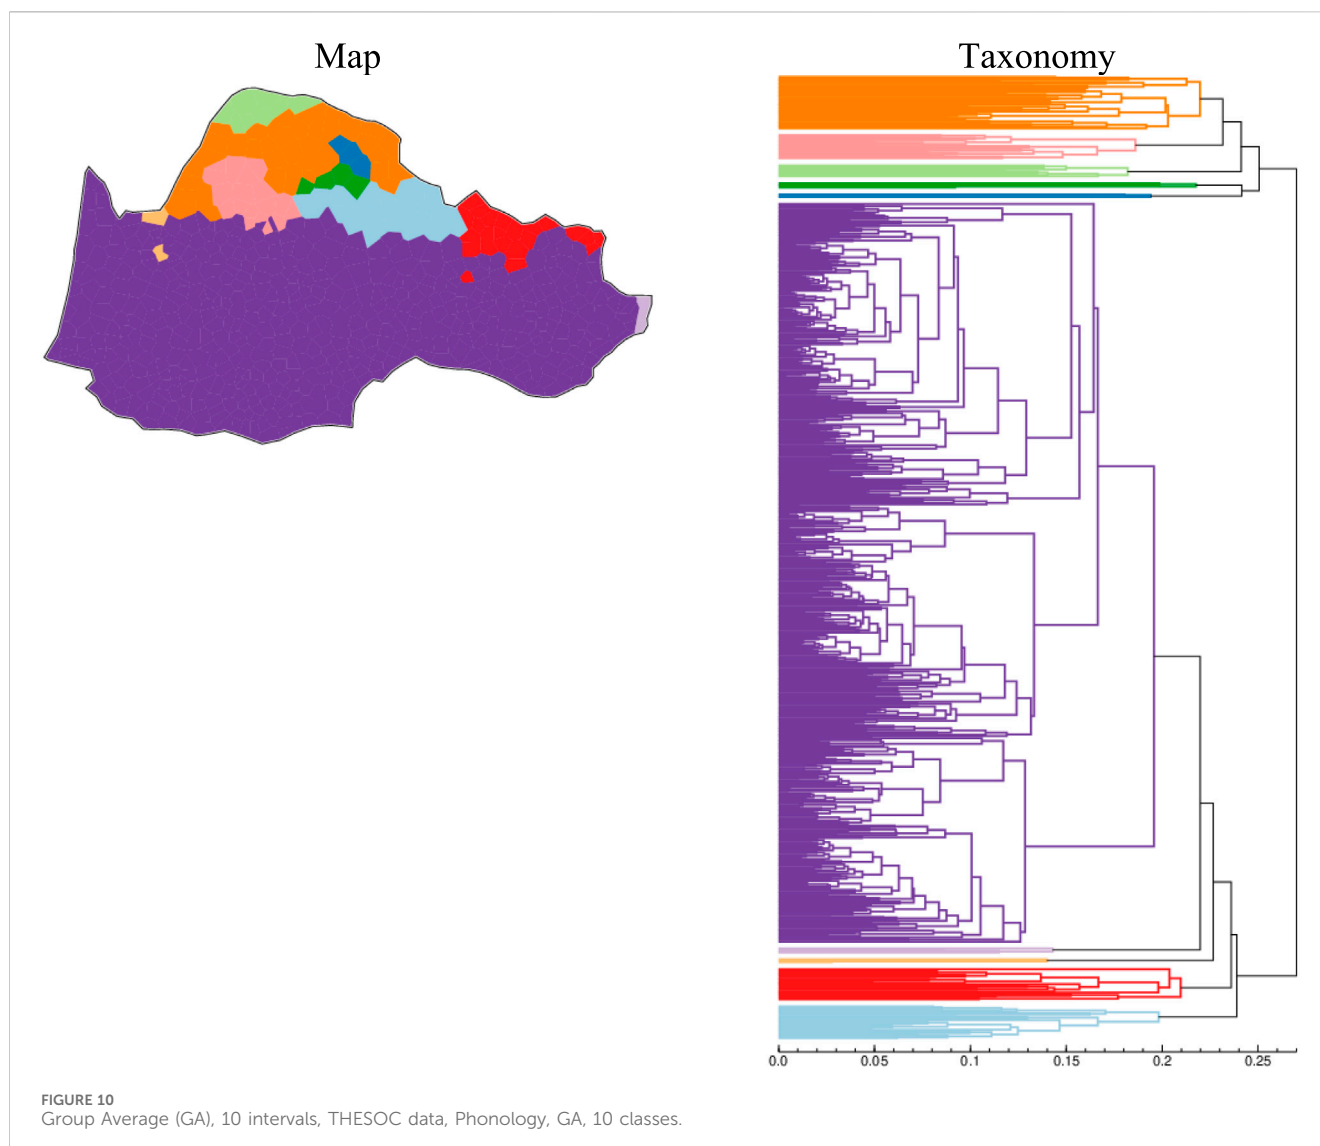 Map
Taxonomy
0.0 0.05 0.1 0.15 0.2 0.25
FIGURE 10
Group Average (GA), 10 intervals, THESOC data, Phonology, GA, 10 classes.